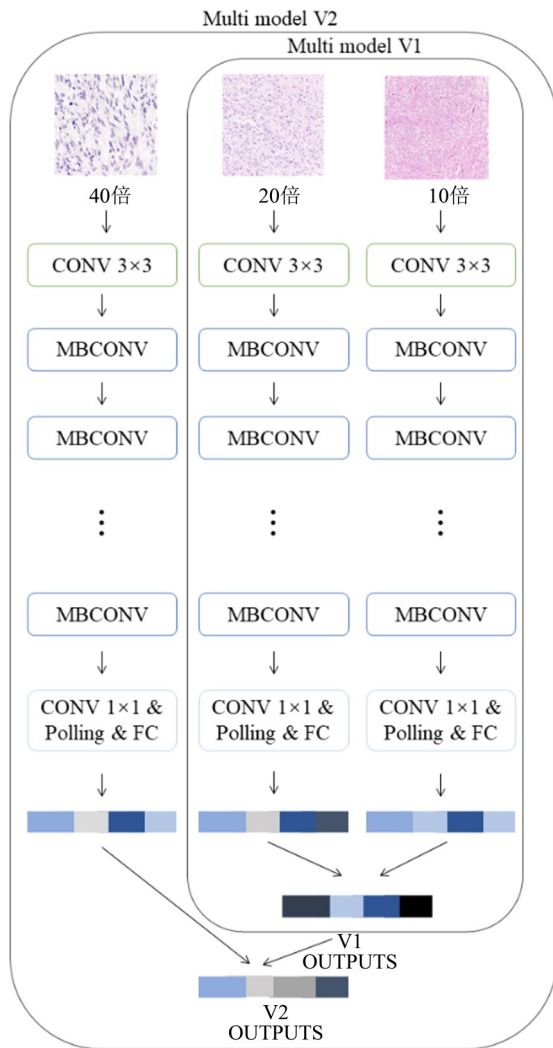 Multi model V2
Multi model V1
40倍
20倍
10倍
CONV 3×3
CONV 3×3
CONV 3×3
MBCONV
MBCONV
MBCONV
MBCONV
MBCONV
MBCONV
MBCONV
MBCONV
MBCONV
CONV 1×1 &
Polling & FC
CONV 1×1 &
Polling & FC
CONV 1×1 &
Polling & FC
V1
OUTPUTS
V2
OUTPUTS